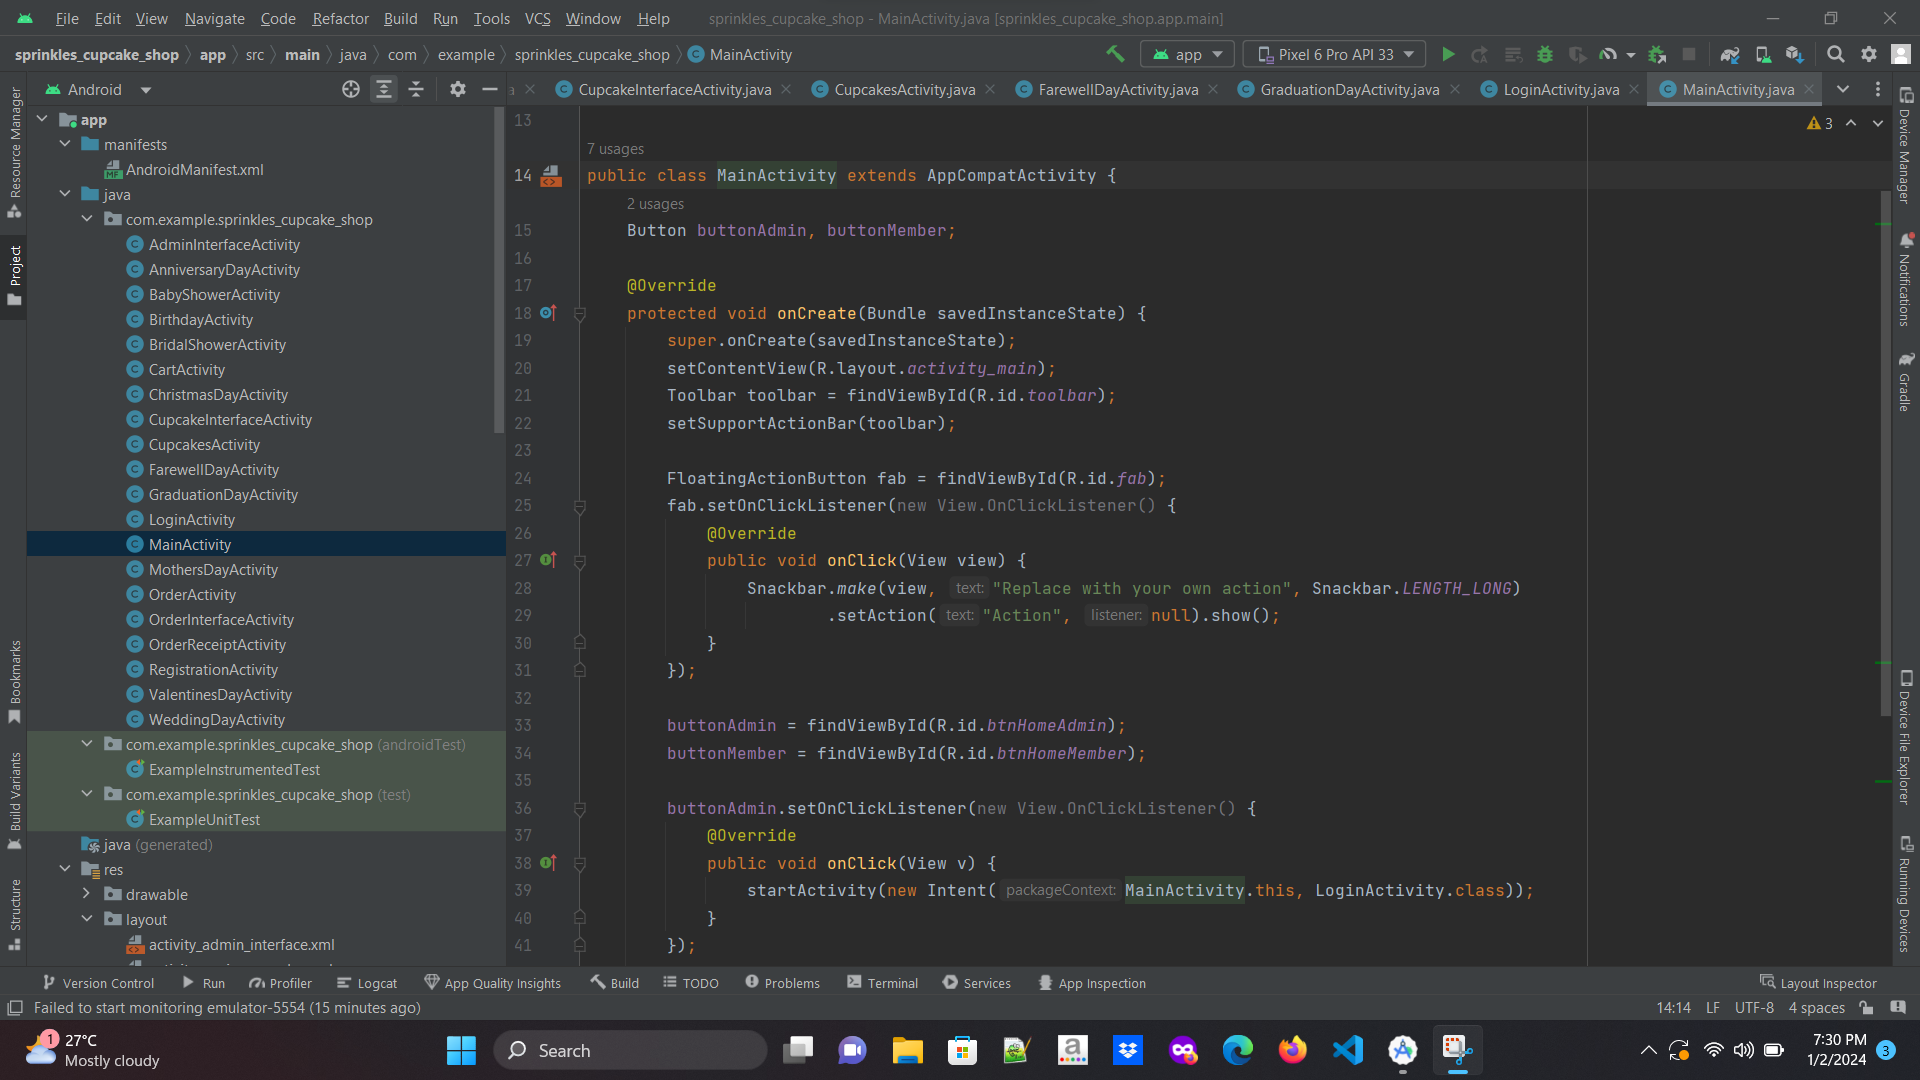 File Edit View Navigate Code Refactor Build Run Tools VCS Window Help sprinkles_cupcake_shop - MainActivity.java [sprinkles_cupcake_shop.app.main]
sprinkles_cupcake_shop app src main java com example sprinkles_cupcake_shop MainActivity app Pixel 6 Pro API 33
Android
CupcakeInterfaceActivity.java CupcakesActivity.java FarewellDayActivity.java GraduationDayActivity.java LoginActivity.java MainActivity.java
Resource Manager
Project
Bookmarks
Build Variants
Structure
app
manifests
AndroidManifest.xml
java
com.example.sprinkles_cupcake_shop
AdminInterfaceActivity
AnniversaryDayActivity
BabyShowerActivity
BirthdayActivity
BridalShowerActivity
CartActivity
ChristmasDayActivity
CupcakeInterfaceActivity
CupcakesActivity
FarewellDayActivity
GraduationDayActivity
LoginActivity
MainActivity
MothersDayActivity
OrderActivity
OrderInterfaceActivity
OrderReceiptActivity
RegistrationActivity
ValentinesDayActivity
WeddingDayActivity
com.example.sprinkles_cupcake_shop (androidTest)
ExampleInstrumentedTest
com.example.sprinkles_cupcake_shop (test)
ExampleUnitTest
java (generated)
res
drawable
layout
activity_admin_interface.xml
13
7 usages
14 public class MainActivity extends AppCompatActivity {
2 usages
15 Button buttonAdmin, buttonMember;
16
17 @Override
18 protected void onCreate(Bundle savedInstanceState) {
19 super.onCreate(savedInstanceState);
20 setContentView(R.layout.activity_main);
21 Toolbar toolbar = findViewById(R.id.toolbar);
22 setSupportActionBar(toolbar);
23
24 FloatingActionButton fab = findViewById(R.id.fab);
25 fab.setOnClickListener(new View.OnClickListener() {
26 @Override
27 public void onClick(View view) {
28 Snackbar.make(view, text: "Replace with your own action", Snackbar.LENGTH_LONG)
29 .setAction( text: "Action", listener: null).show();
30 }
31 });
32
33 buttonAdmin = findViewById(R.id.btnHomeAdmin);
34 buttonMember = findViewById(R.id.btnHomeMember);
35
36 buttonAdmin.setOnClickListener(new View.OnClickListener() {
37 @Override
38 public void onClick(View v) {
39 startActivity(new Intent( packageContext: MainActivity.this, LoginActivity.class));
40 }
41 });
3
Device Manager
Notifications
Gradle
Device File Explorer
Running Devices
Version Control Run Profiler Logcat App Quality Insights Build TODO Problems Terminal Services App Inspection Layout Inspector
Failed to start monitoring emulator-5554 (15 minutes ago) 14:14 LF UTF-8 4 spaces
1 27°C
Mostly cloudy
Search
7:30 PM
1/2/2024
3